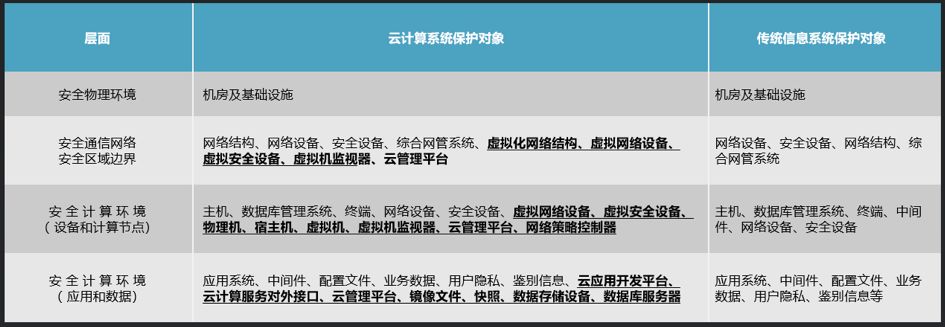 层面
云计算系统保护对象
传统信息系统保护对象
安全物理环境
机房及基础设施
机房及基础设施
安全通信网络
安全区域边界
网络结构、网络设备、安全设备、综合网管系统、虚拟化网络结构、虚拟网络设备、
虚拟安全设备、虚拟机监视器、云管理平台
网络设备、安全设备、网络结构、综
合网管系统
安 全 计 算 环 境
（ 设备和计算节点）
主机、数据库管理系统、终端、网络设备、安全设备、虚拟网络设备、虚拟安全设备、
物理机、宿主机、虚拟机、虚拟机监视器、云管理平台、网络策略控制器
主机、数据库管理系统、终端、中间
件、网络设备、安全设备
安 全 计 算 环 境
（ 应用和数据）
应用系统、中间件、配置文件、业务数据、用户隐私、鉴别信息、云应用开发平台、
云计算服务对外接口、云管理平台、镜像文件、快照、数据存储设备、数据库服务器
应用系统、中间件、配置文件、业务
数据、用户隐私、鉴别信息等